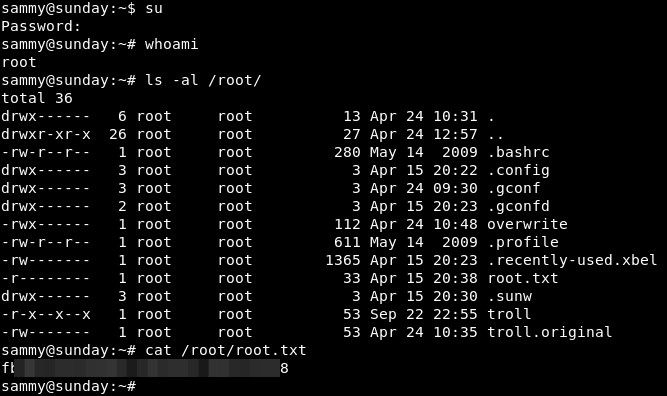 sammy@sunday:~$ su
Password:
sammy@sunday:~# whoami
root
sammy@sunday:~# ls -al /root/
total 36
drwx------   6 root     root          13 Apr 24 10:31 .
drwxr-xr-x  26 root     root          27 Apr 24 12:57 ..
-rw-r--r--   1 root     root         280 May 14  2009 .bashrc
drwx------   3 root     root           3 Apr 15 20:22 .config
drwx------   3 root     root           3 Apr 24 09:30 .gconf
drwx------   2 root     root           3 Apr 15 20:23 .gconfd
-rwx------   1 root     root         112 Apr 24 10:48 overwrite
-rw-r--r--   1 root     root         611 May 14  2009 .profile
-rw-------   1 root     root        1365 Apr 15 20:23 .recently-used.xbel
-r--------   1 root     root          33 Apr 15 20:38 root.txt
drwx------   3 root     root           3 Apr 15 20:30 .sunw
-r-x--x--x   1 root     root          53 Sep 22 22:55 troll
-rw-------   1 root     root          53 Apr 24 10:35 troll.original
sammy@sunday:~# cat /root/root.txt
fb 8
sammy@sunday:~#